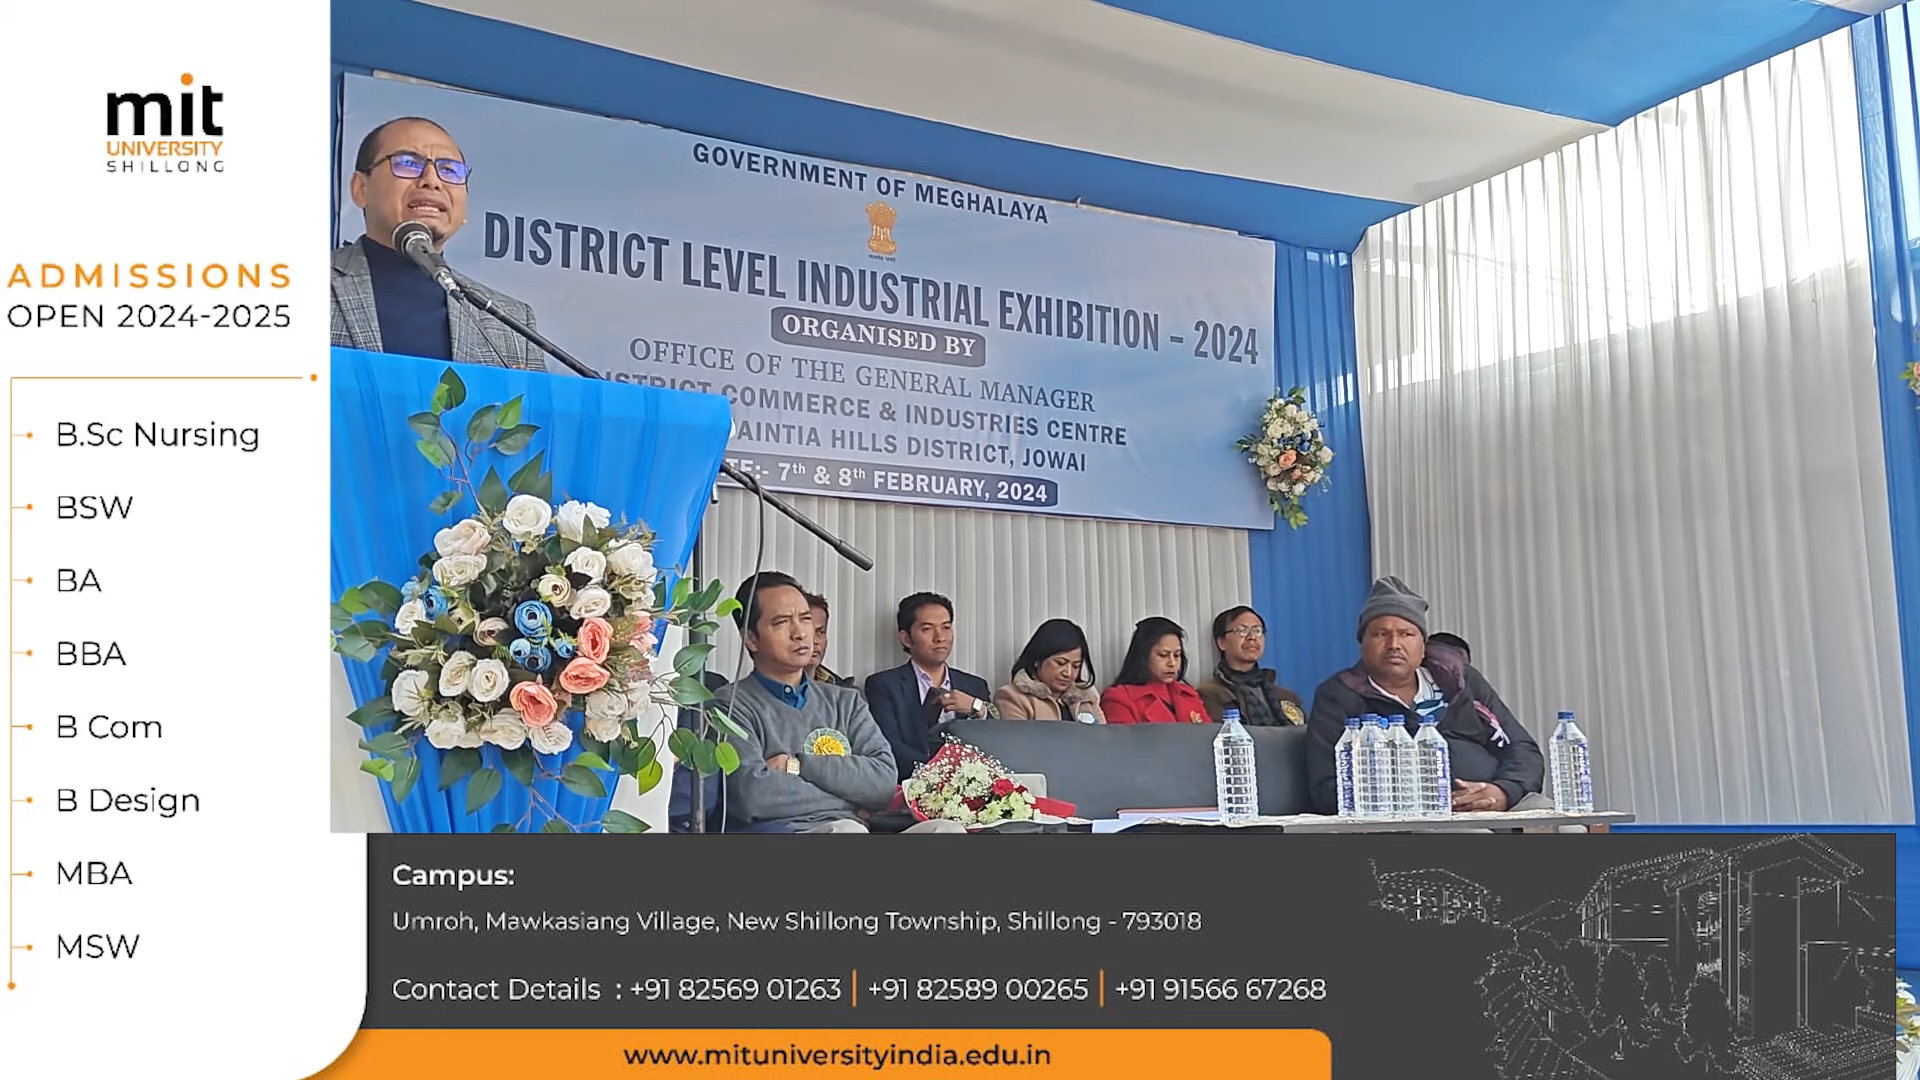 mit
UNIVERSITY
SHILLONG
ADMISSIONS
OPEN 2024-2025
B.Sc Nursing
BSW
BA
BBA
B Com
B Design
MBA
MSW
GOVERNMENT OF MEGHALAYA
DISTRICT LEVEL INDUSTRIAL EXHIBITION - 2024
ORGANISED BY
OFFICE OF THE GENERAL MANAGER
DISTRICT COMMERCE & INDUSTRIES CENTRE
AINTIA HILLS DISTRICT, JOWAI
TE:- 7th & 8th FEBRUARY, 2024
Campus:
Umroh, Mawkasiang Village, New Shillong Township, Shillong - 793018
Contact Details : +91 82569 01263 | +91 82589 00265 | +91 91566 67268
www.mituniversityindia.edu.in